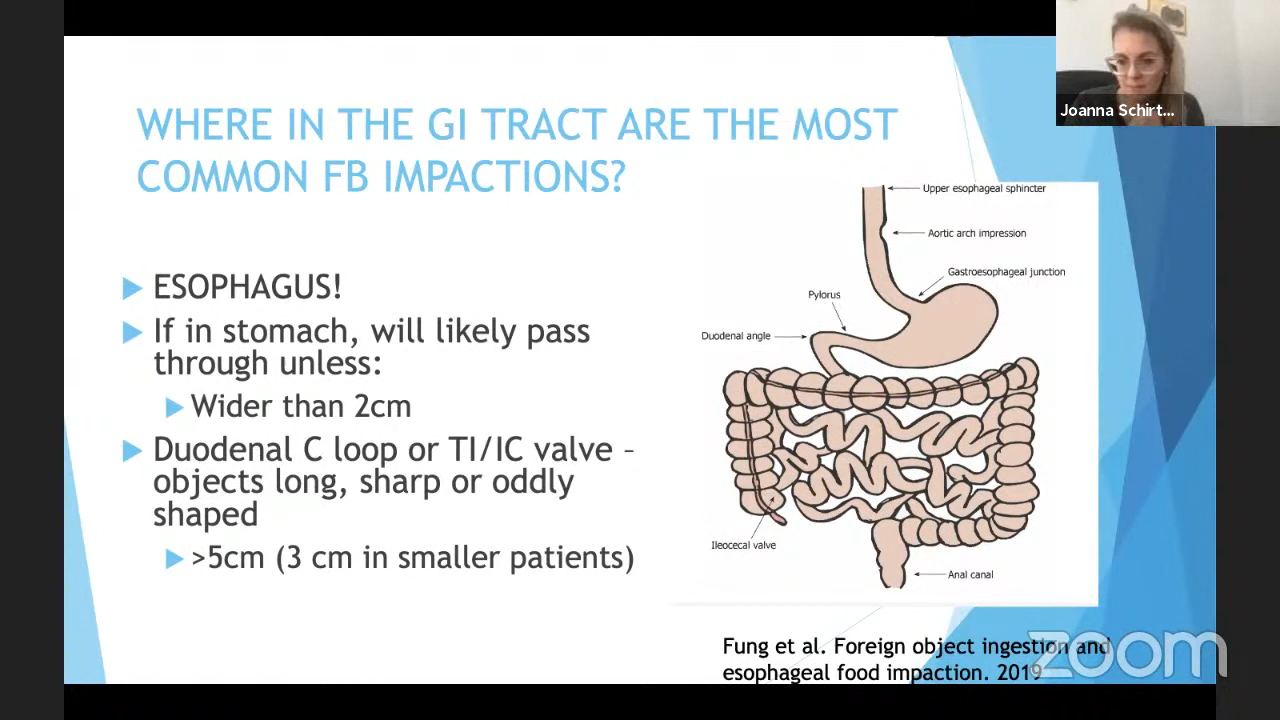 Joanna Schirt...
WHERE IN THE GI TRACT ARE THE MOST
COMMON FB IMPACTIONS?
ESOPHAGUS!
If in stomach, will likely pass
through unless:
Wider than 2cm
Duodenal C loop or TI/IC valve –
objects long, sharp or oddly
shaped
>5cm (3 cm in smaller patients)
Upper esophageal sphincter
Aortic arch impression
Gastroesophageal junction
Pylorus
Duodenal angle
Ileocecal valve
Anal canal
Fung et al. Foreign object ingestion and
esophageal food impaction. 2019
zoom